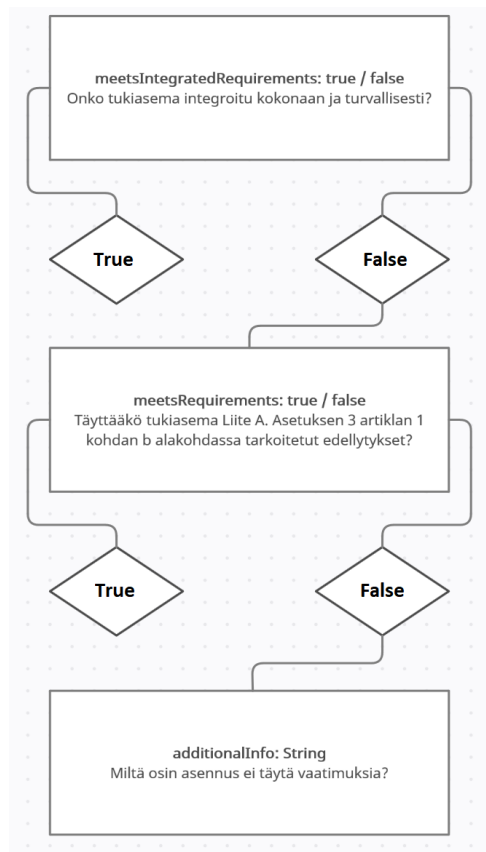 meetsIntegratedRequirements: true / false
Onko tukiasema integroitu kokonaan ja turvallisesti?
True
False
meetsRequirements: true / false
Täyttääkö tukiasema Liite A. Asetuksen 3 artiklan 1
kohdan b alakohdassa tarkoitetut edellytykset?
True
False
additionalInfo: String
Miltä osin asennus ei täytä vaatimuksia?